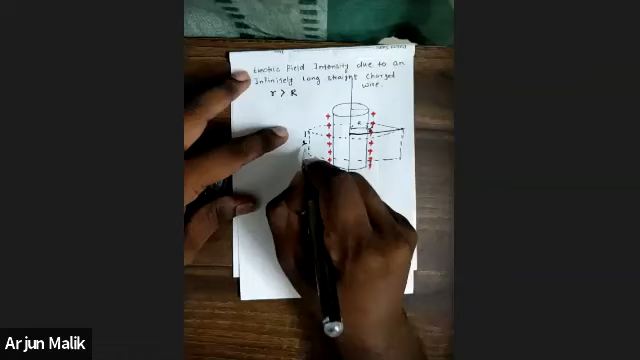 Electric Field Intensity due to an
Infinitely long straight charged
wire.
r > R
R
Arjun Malik